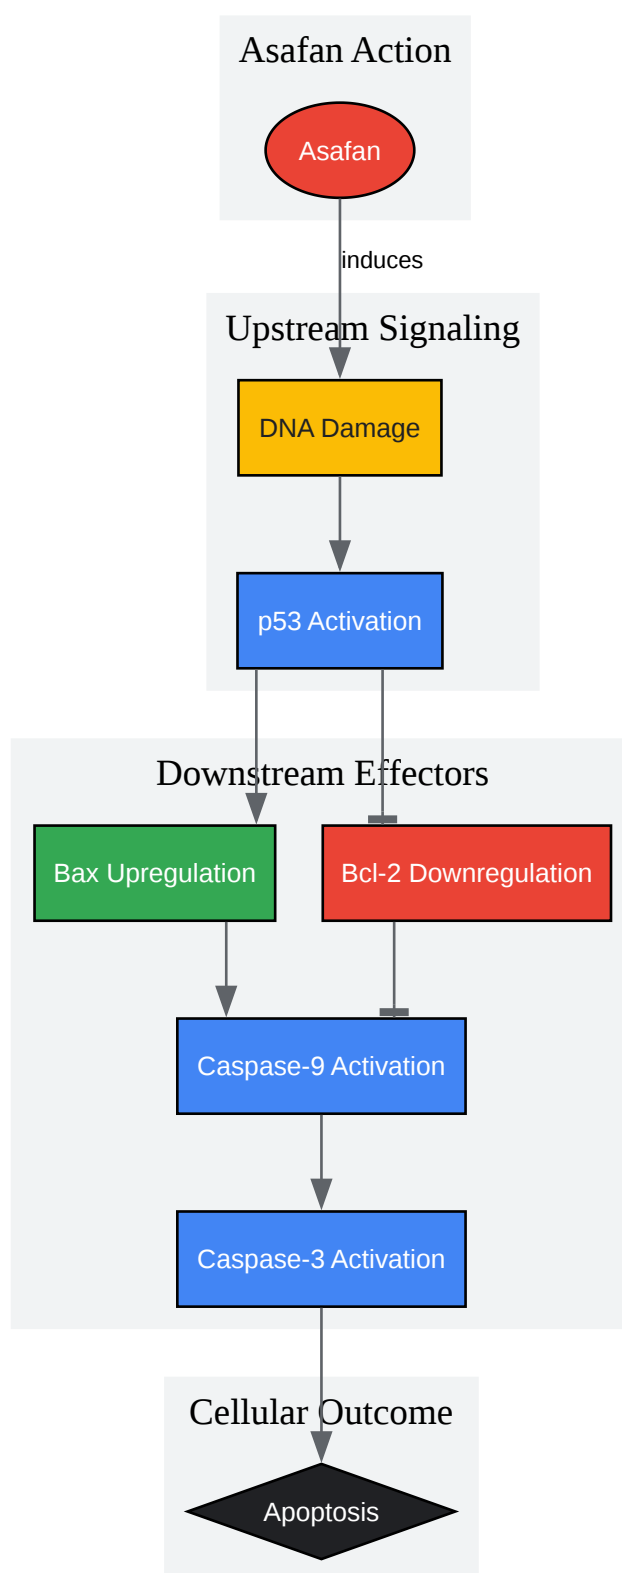 Asafan Action
Asafan
induces
Upstream Signaling
DNA Damage
p53 Activation
Downstream Effectors
Bax Upregulation
Bcl-2 Downregulation
Caspase-9 Activation
Caspase-3 Activation
Cellular Outcome
Apoptosis